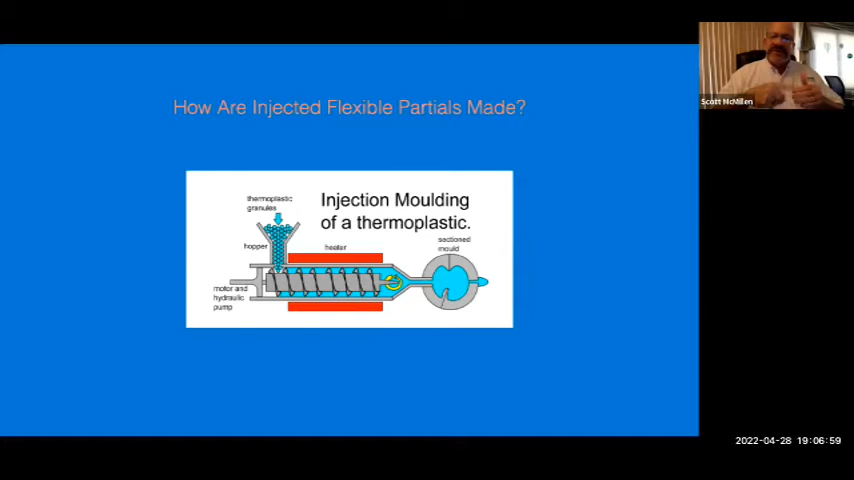 How Are Injected Flexible Partials Made?
Scott McMillen
thermoplastic
granules
Injection Moulding
of a thermoplastic.
hopper
heater
sectioned
mould
motor and
hydraulic
pump
2022-04-28 19:06:59